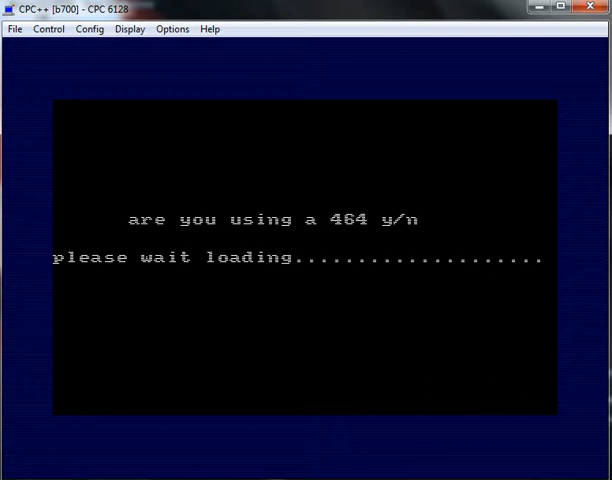 CPC++ [b700] - CPC 6128
File Control Config Display Options Help
are you using a 464 y/n
please wait loading....................